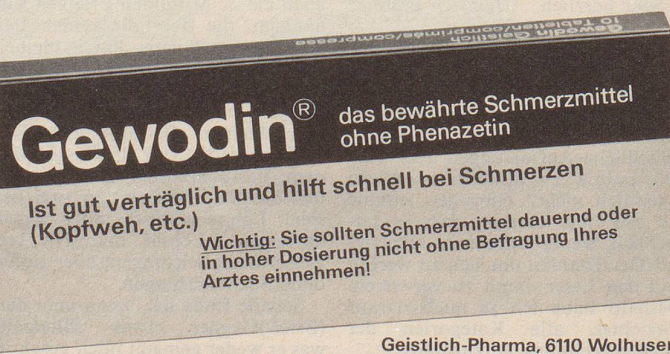 Gewodin Geistlich
10 Tabletten/comprimés/compresse
Gewodin® das bewährte Schmerzmittel
ohne Phenazetin
Ist gut verträglich und hilft schnell bei Schmerzen
(Kopfweh, etc.)
Wichtig: Sie sollten Schmerzmittel dauernd oder
in hoher Dosierung nicht ohne Befragung Ihres
Arztes einnehmen!
Geistlich-Pharma, 6110 Wolhusen